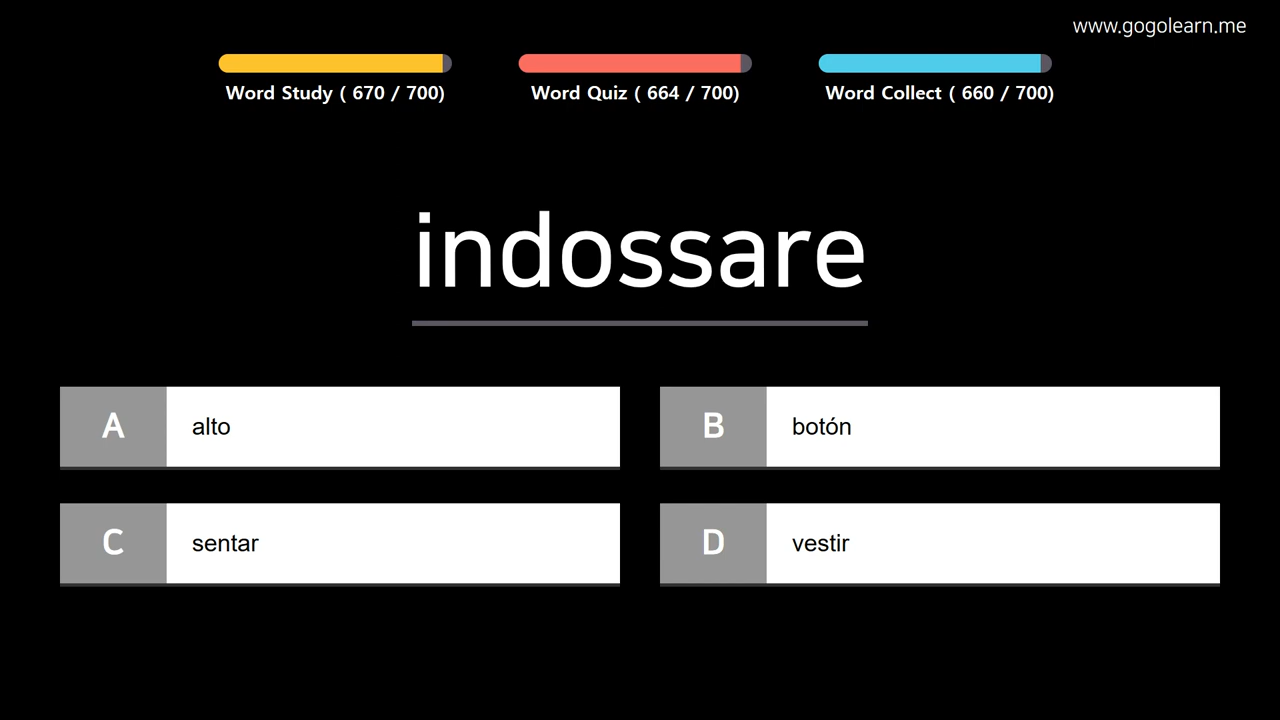 www.gogolearn.me
Word Study ( 670 / 700)
Word Quiz ( 664 / 700)
Word Collect ( 660 / 700)
indossare
A alto
B botón
C sentar
D vestir